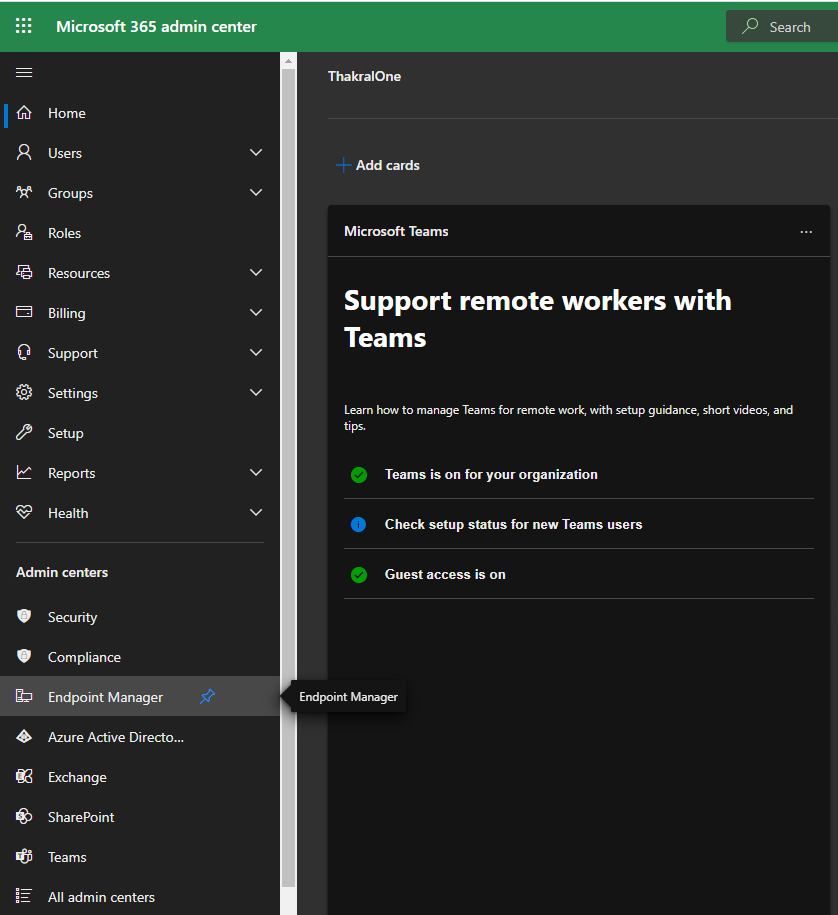 Microsoft 365 admin center
Search
Home
Users
Groups
Roles
Resources
Billing
Support
Settings
Setup
Reports
Health
Admin centers
Security
Compliance
Endpoint Manager
Azure Active Directo...
Exchange
SharePoint
Teams
All admin centers
Endpoint Manager
ThakralOne
Add cards
Microsoft Teams
Support remote workers with
Teams
Learn how to manage Teams for remote work, with setup guidance, short videos, and
tips.
Teams is on for your organization
Check setup status for new Teams users
Guest access is on